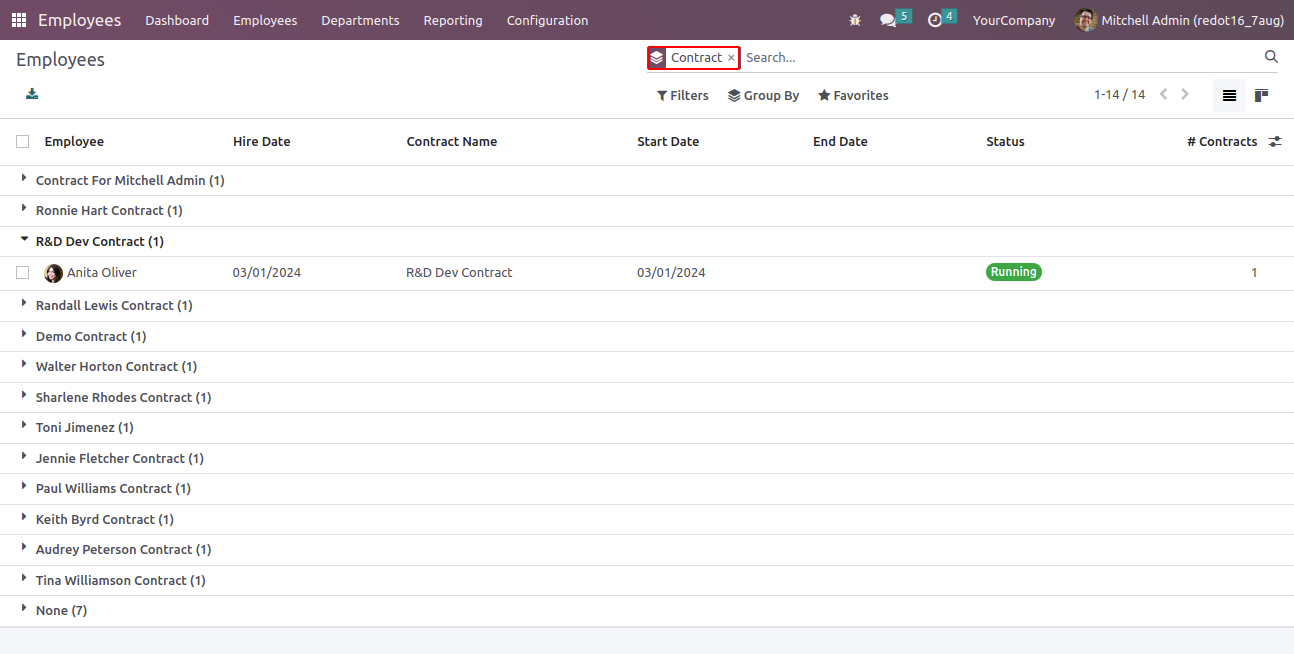 Employees Dashboard Employees Departments Reporting Configuration 5 4 YourCompany Mitchell Admin (redot16_7aug)
Employees Contract × Search...
Filters Group By Favorites 1-14 / 14
Employee Hire Date Contract Name Start Date End Date Status # Contracts
Contract For Mitchell Admin (1)
Ronnie Hart Contract (1)
R&D Dev Contract (1)
Anita Oliver 03/01/2024 R&D Dev Contract 03/01/2024 Running 1
Randall Lewis Contract (1)
Demo Contract (1)
Walter Horton Contract (1)
Sharlene Rhodes Contract (1)
Toni Jimenez (1)
Jennie Fletcher Contract (1)
Paul Williams Contract (1)
Keith Byrd Contract (1)
Audrey Peterson Contract (1)
Tina Williamson Contract (1)
None (7)